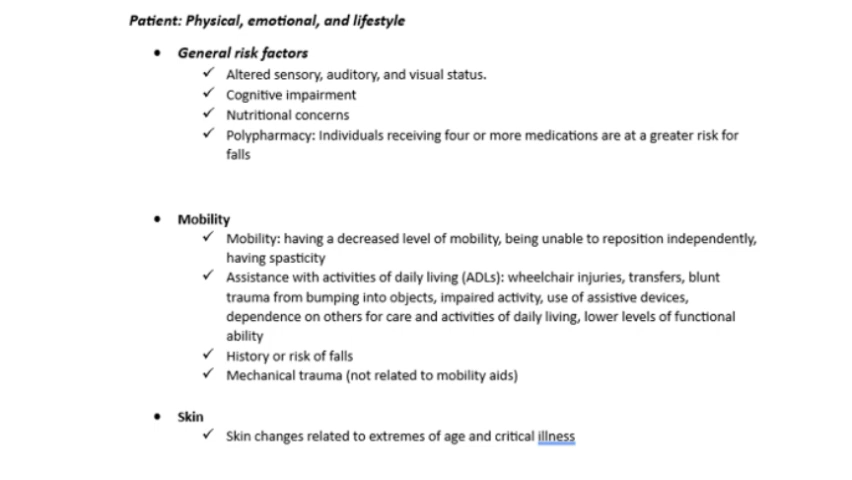 Patient: Physical, emotional, and lifestyle
• General risk factors
✓ Altered sensory, auditory, and visual status.
✓ Cognitive impairment
✓ Nutritional concerns
✓ Polypharmacy: Individuals receiving four or more medications are at a greater risk for
falls
• Mobility
✓ Mobility: having a decreased level of mobility, being unable to reposition independently,
having spasticity
✓ Assistance with activities of daily living (ADLs): wheelchair injuries, transfers, blunt
trauma from bumping into objects, impaired activity, use of assistive devices,
dependence on others for care and activities of daily living, lower levels of functional
ability
✓ History or risk of falls
✓ Mechanical trauma (not related to mobility aids)
• Skin
✓ Skin changes related to extremes of age and critical illness